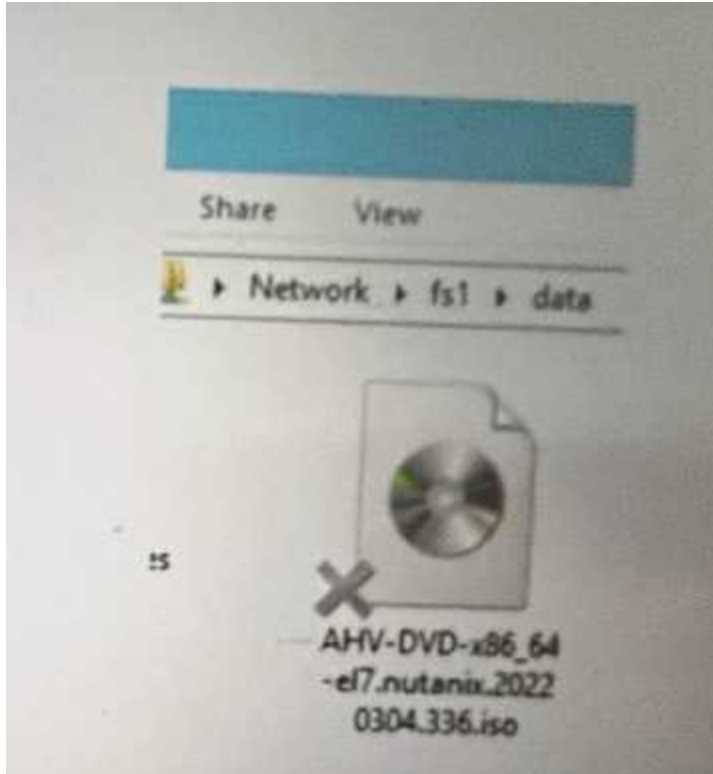 Share View
Network fs1 data
:s
AHV-DVD-x86_64
-el7.nutanix.2022
0304.336.iso